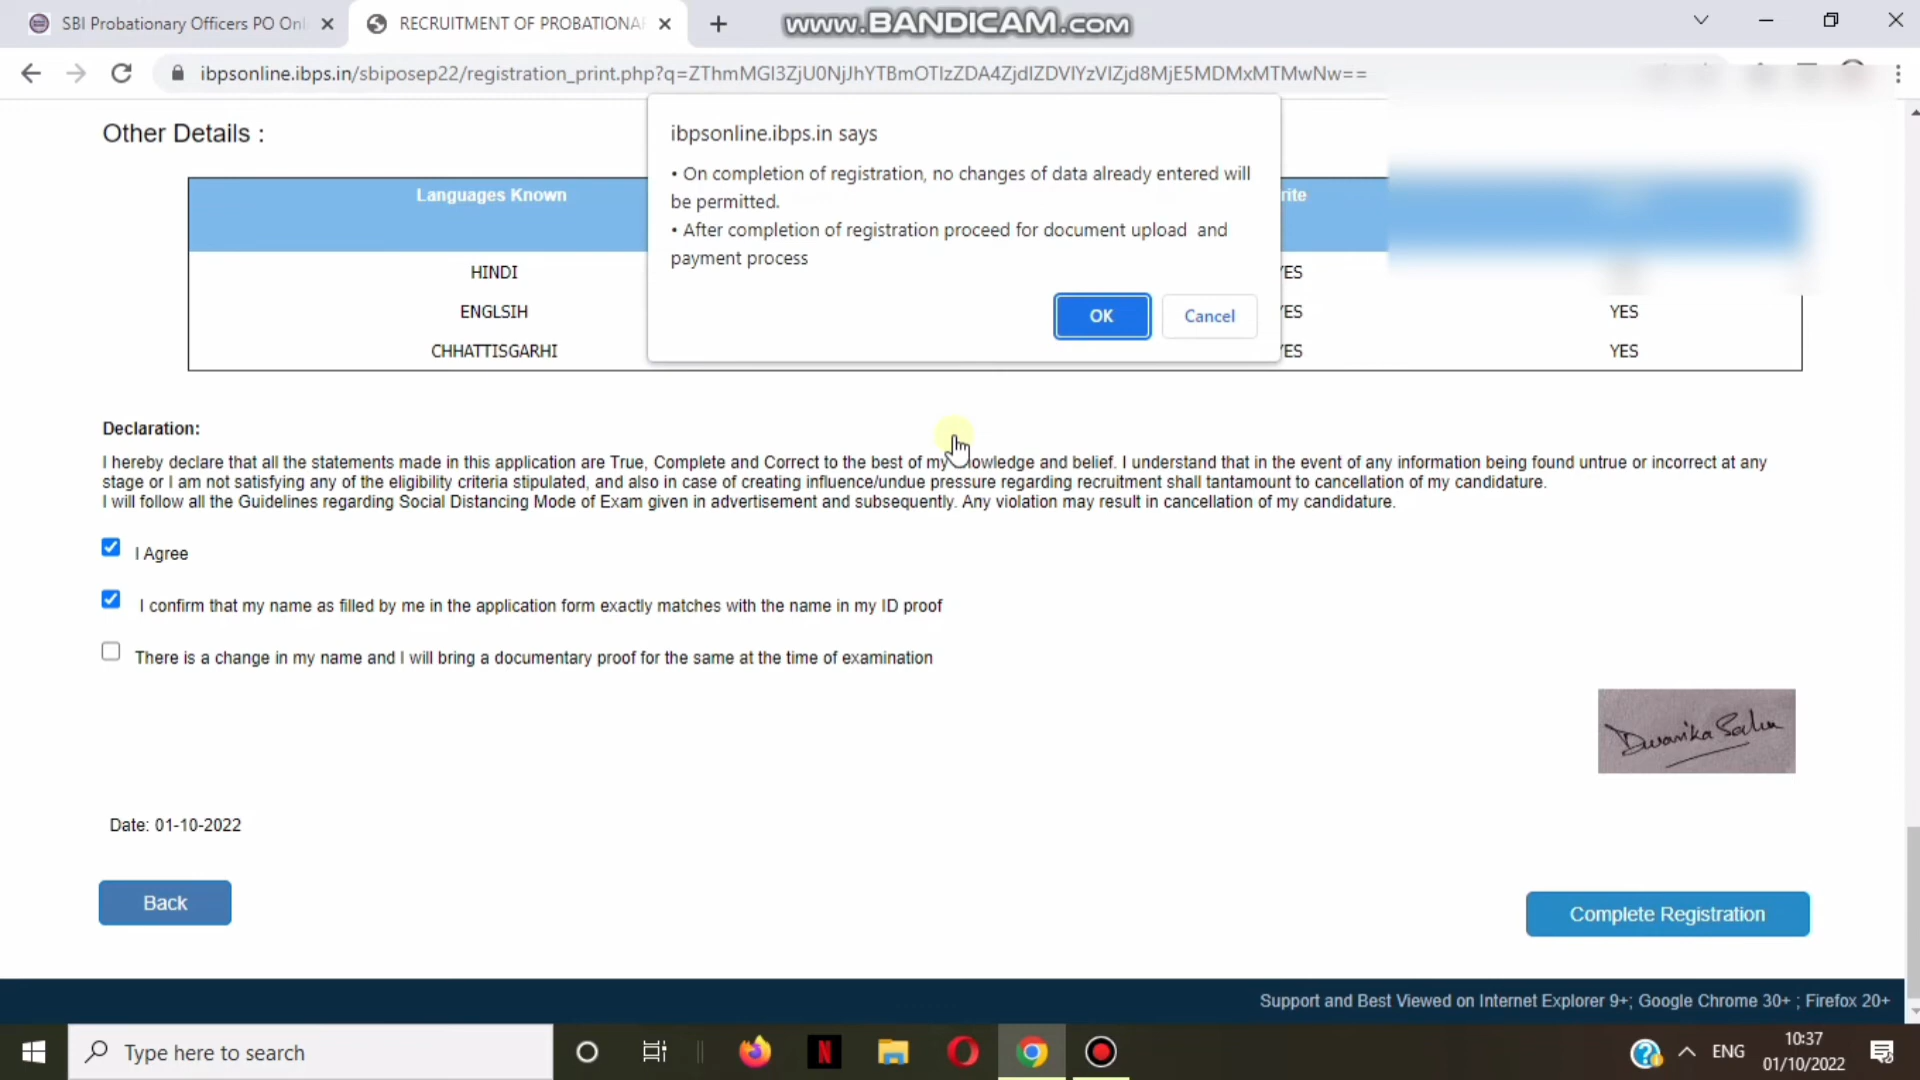 SBI Probationary Officers PO Onl
RECRUITMENT OF PROBATIONA
www.BANDICAM.com
ibpsonline.ibps.in/sbiposep22/registration_print.php?q=ZThmMGI3ZjU0NjJhYTBmOTIzZDA4ZjdlZDVlYzVlZjd8MjE5MDMxMTMwNw==
Other Details :
ibpsonline.ibps.in says
• On completion of registration, no changes of data already entered will
be permitted.
• After completion of registration proceed for document upload and
payment process
OK
Cancel
Languages Known
rite
HINDI
YES
ENGLSIH
YES
YES
CHHATTISGARHI
YES
YES
Declaration:
I hereby declare that all the statements made in this application are True, Complete and Correct to the best of my knowledge and belief. I understand that in the event of any information being found untrue or incorrect at any
stage or I am not satisfying any of the eligibility criteria stipulated, and also in case of creating influence/undue pressure regarding recruitment shall tantamount to cancellation of my candidature.
I will follow all the Guidelines regarding Social Distancing Mode of Exam given in advertisement and subsequently. Any violation may result in cancellation of my candidature.
I Agree
I confirm that my name as filled by me in the application form exactly matches with the name in my ID proof
There is a change in my name and I will bring a documentary proof for the same at the time of examination
Dwarika Sahu
Date: 01-10-2022
Back
Complete Registration
Support and Best Viewed on Internet Explorer 9+; Google Chrome 30+ ; Firefox 20+
Type here to search
ENG
10:37
01/10/2022